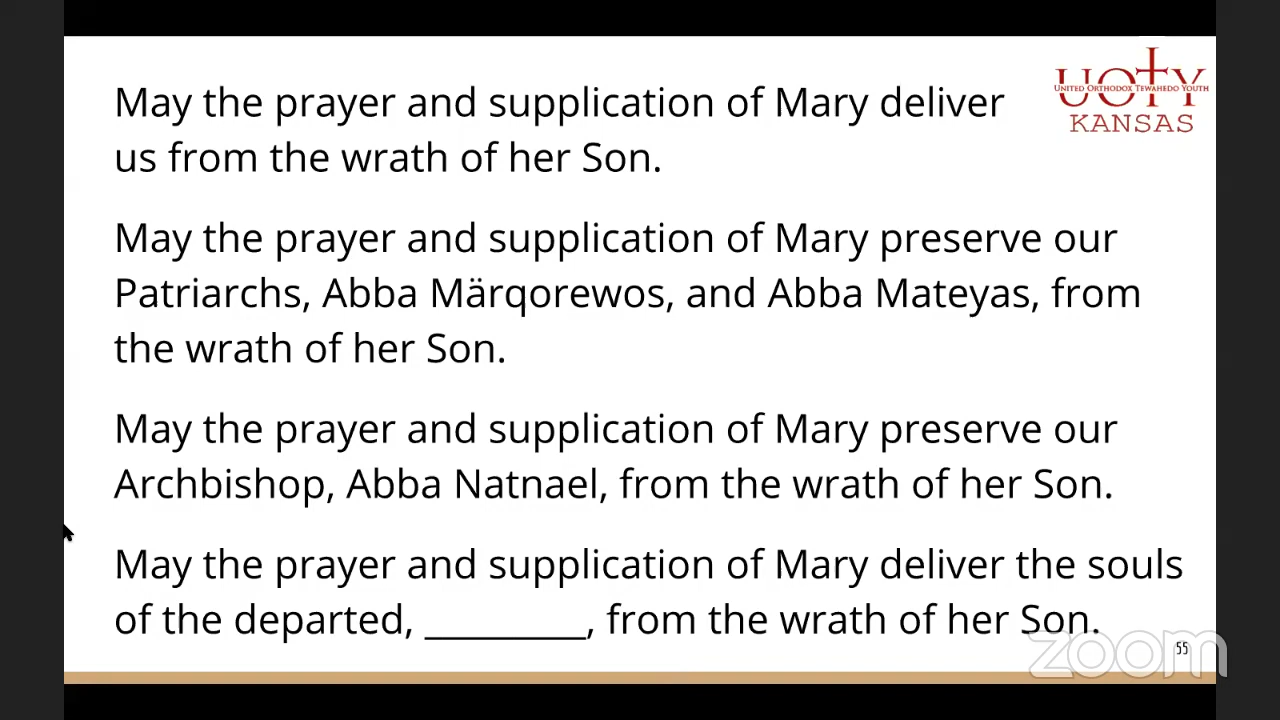 UOTY
UNITED ORTHODOX TEWAHEDO YOUTH
KANSAS
May the prayer and supplication of Mary deliver
us from the wrath of her Son.
May the prayer and supplication of Mary preserve our
Patriarchs, Abba Märqorewos, and Abba Mateyas, from
the wrath of her Son.
May the prayer and supplication of Mary preserve our
Archbishop, Abba Natnael, from the wrath of her Son.
May the prayer and supplication of Mary deliver the souls
of the departed, ________, from the wrath of her Son.
55
zoom